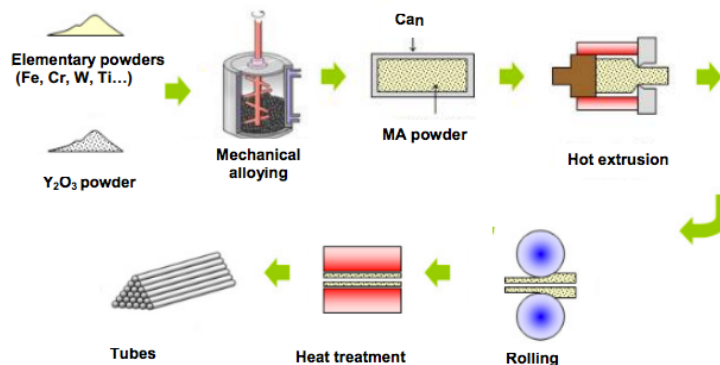 Elementary powders
(Fe, Cr, W, Ti...)
Y₂O₃ powder
Mechanical
alloying
Can
MA powder
Hot extrusion
Tubes
Heat treatment
Rolling